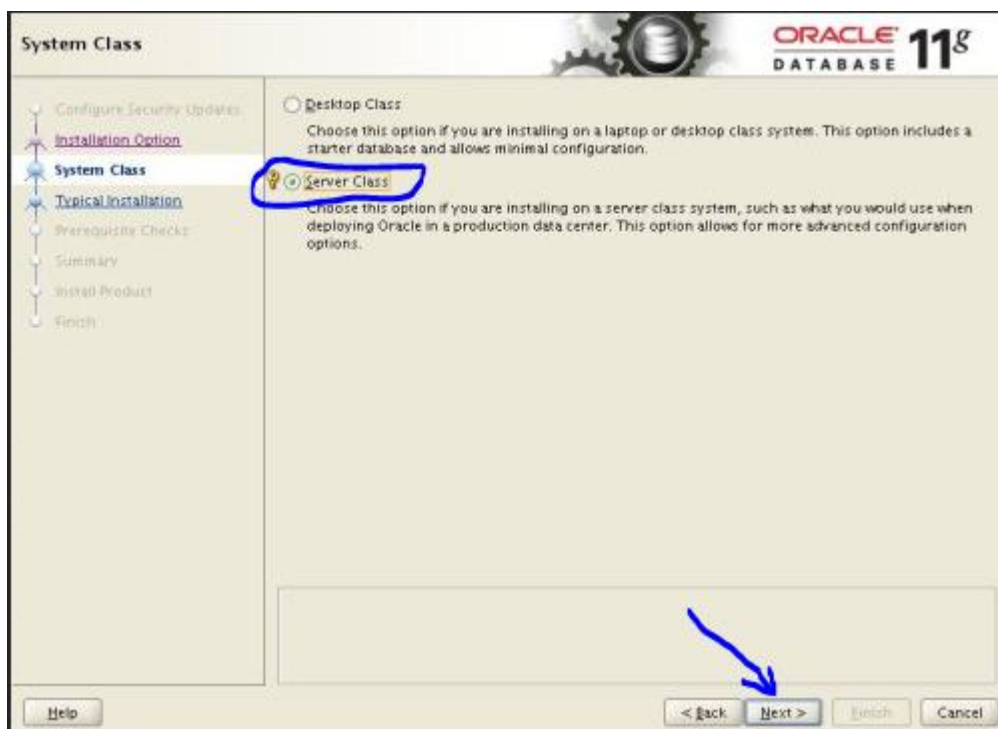 System Class
ORACLE DATABASE 11g
Configure Security Updates
Installation Option
System Class
Typical Installation
Prerequisite Checks
Summary
Install Product
Finish
Desktop Class
Choose this option if you are installing on a laptop or desktop class system. This option includes a
starter database and allows minimal configuration.
Server Class
Choose this option if you are installing on a server class system, such as what you would use when
deploying Oracle in a production data center. This option allows for more advanced configuration
options.
Help
< Back
Next >
Finish
Cancel